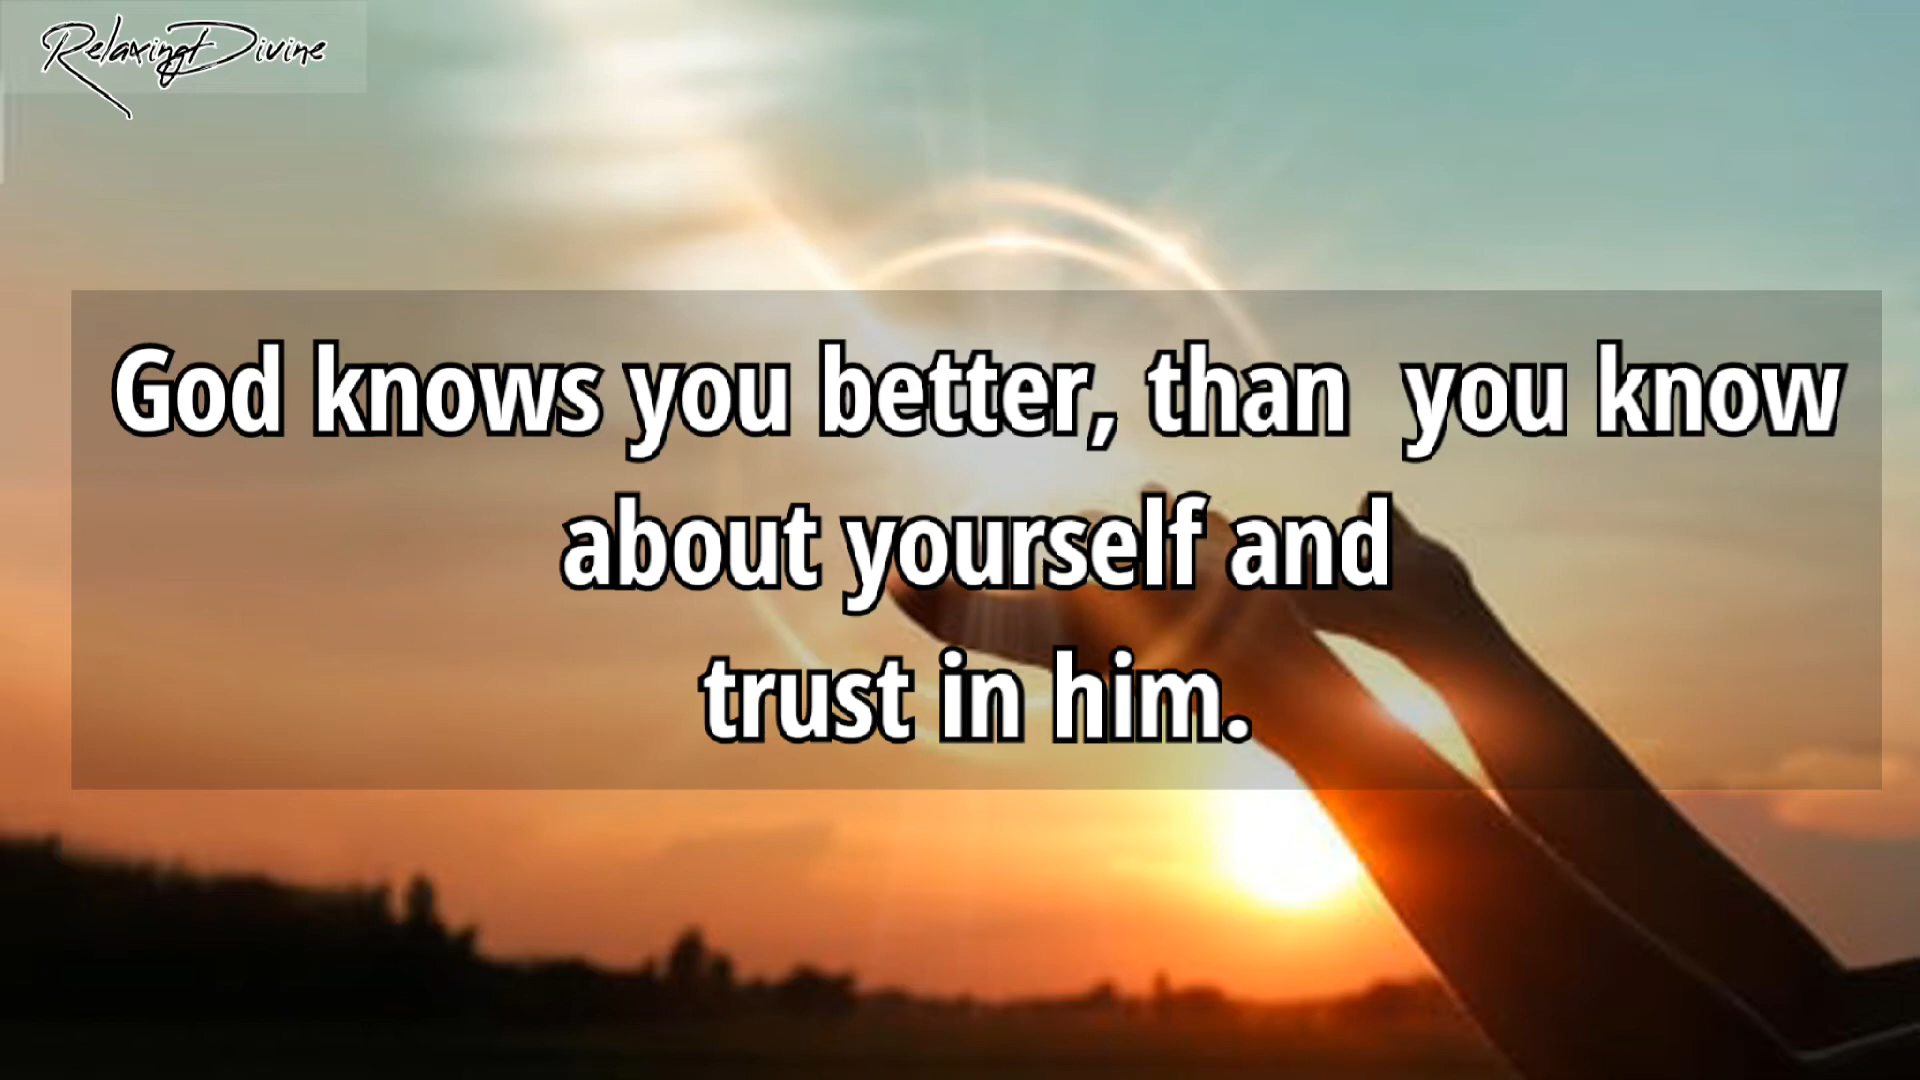 RelaxingDivine
God knows you better, than  you know
about yourself and
trust in him.